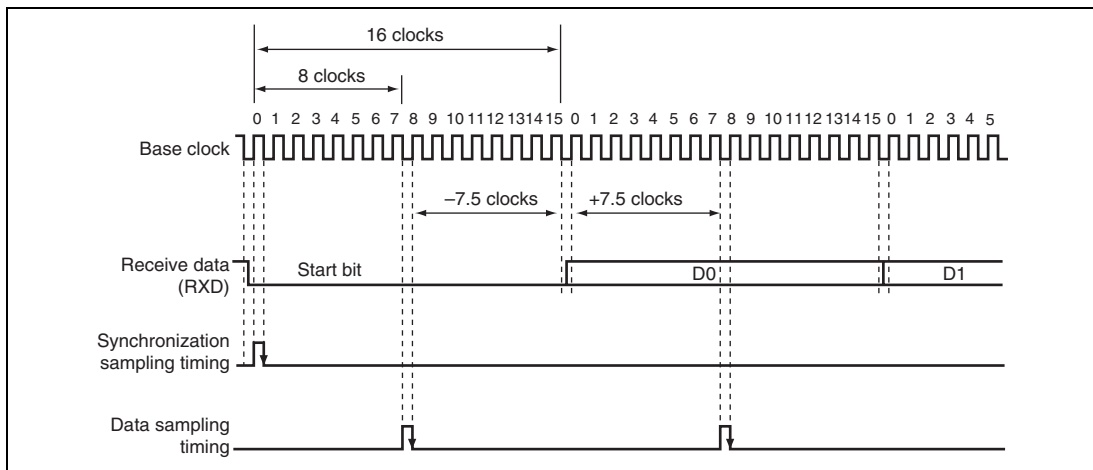 16 clocks
8 clocks
0 1 2 3 4 5 6 7 8 9 10 11 12 13 14 15 0 1 2 3 4 5 6 7 8 9 10 11 12 13 14 15 0 1 2 3 4 5
Base clock
–7.5 clocks +7.5 clocks
Receive data
(RXD)
Start bit D0 D1
Synchronization
sampling timing
Data sampling
timing